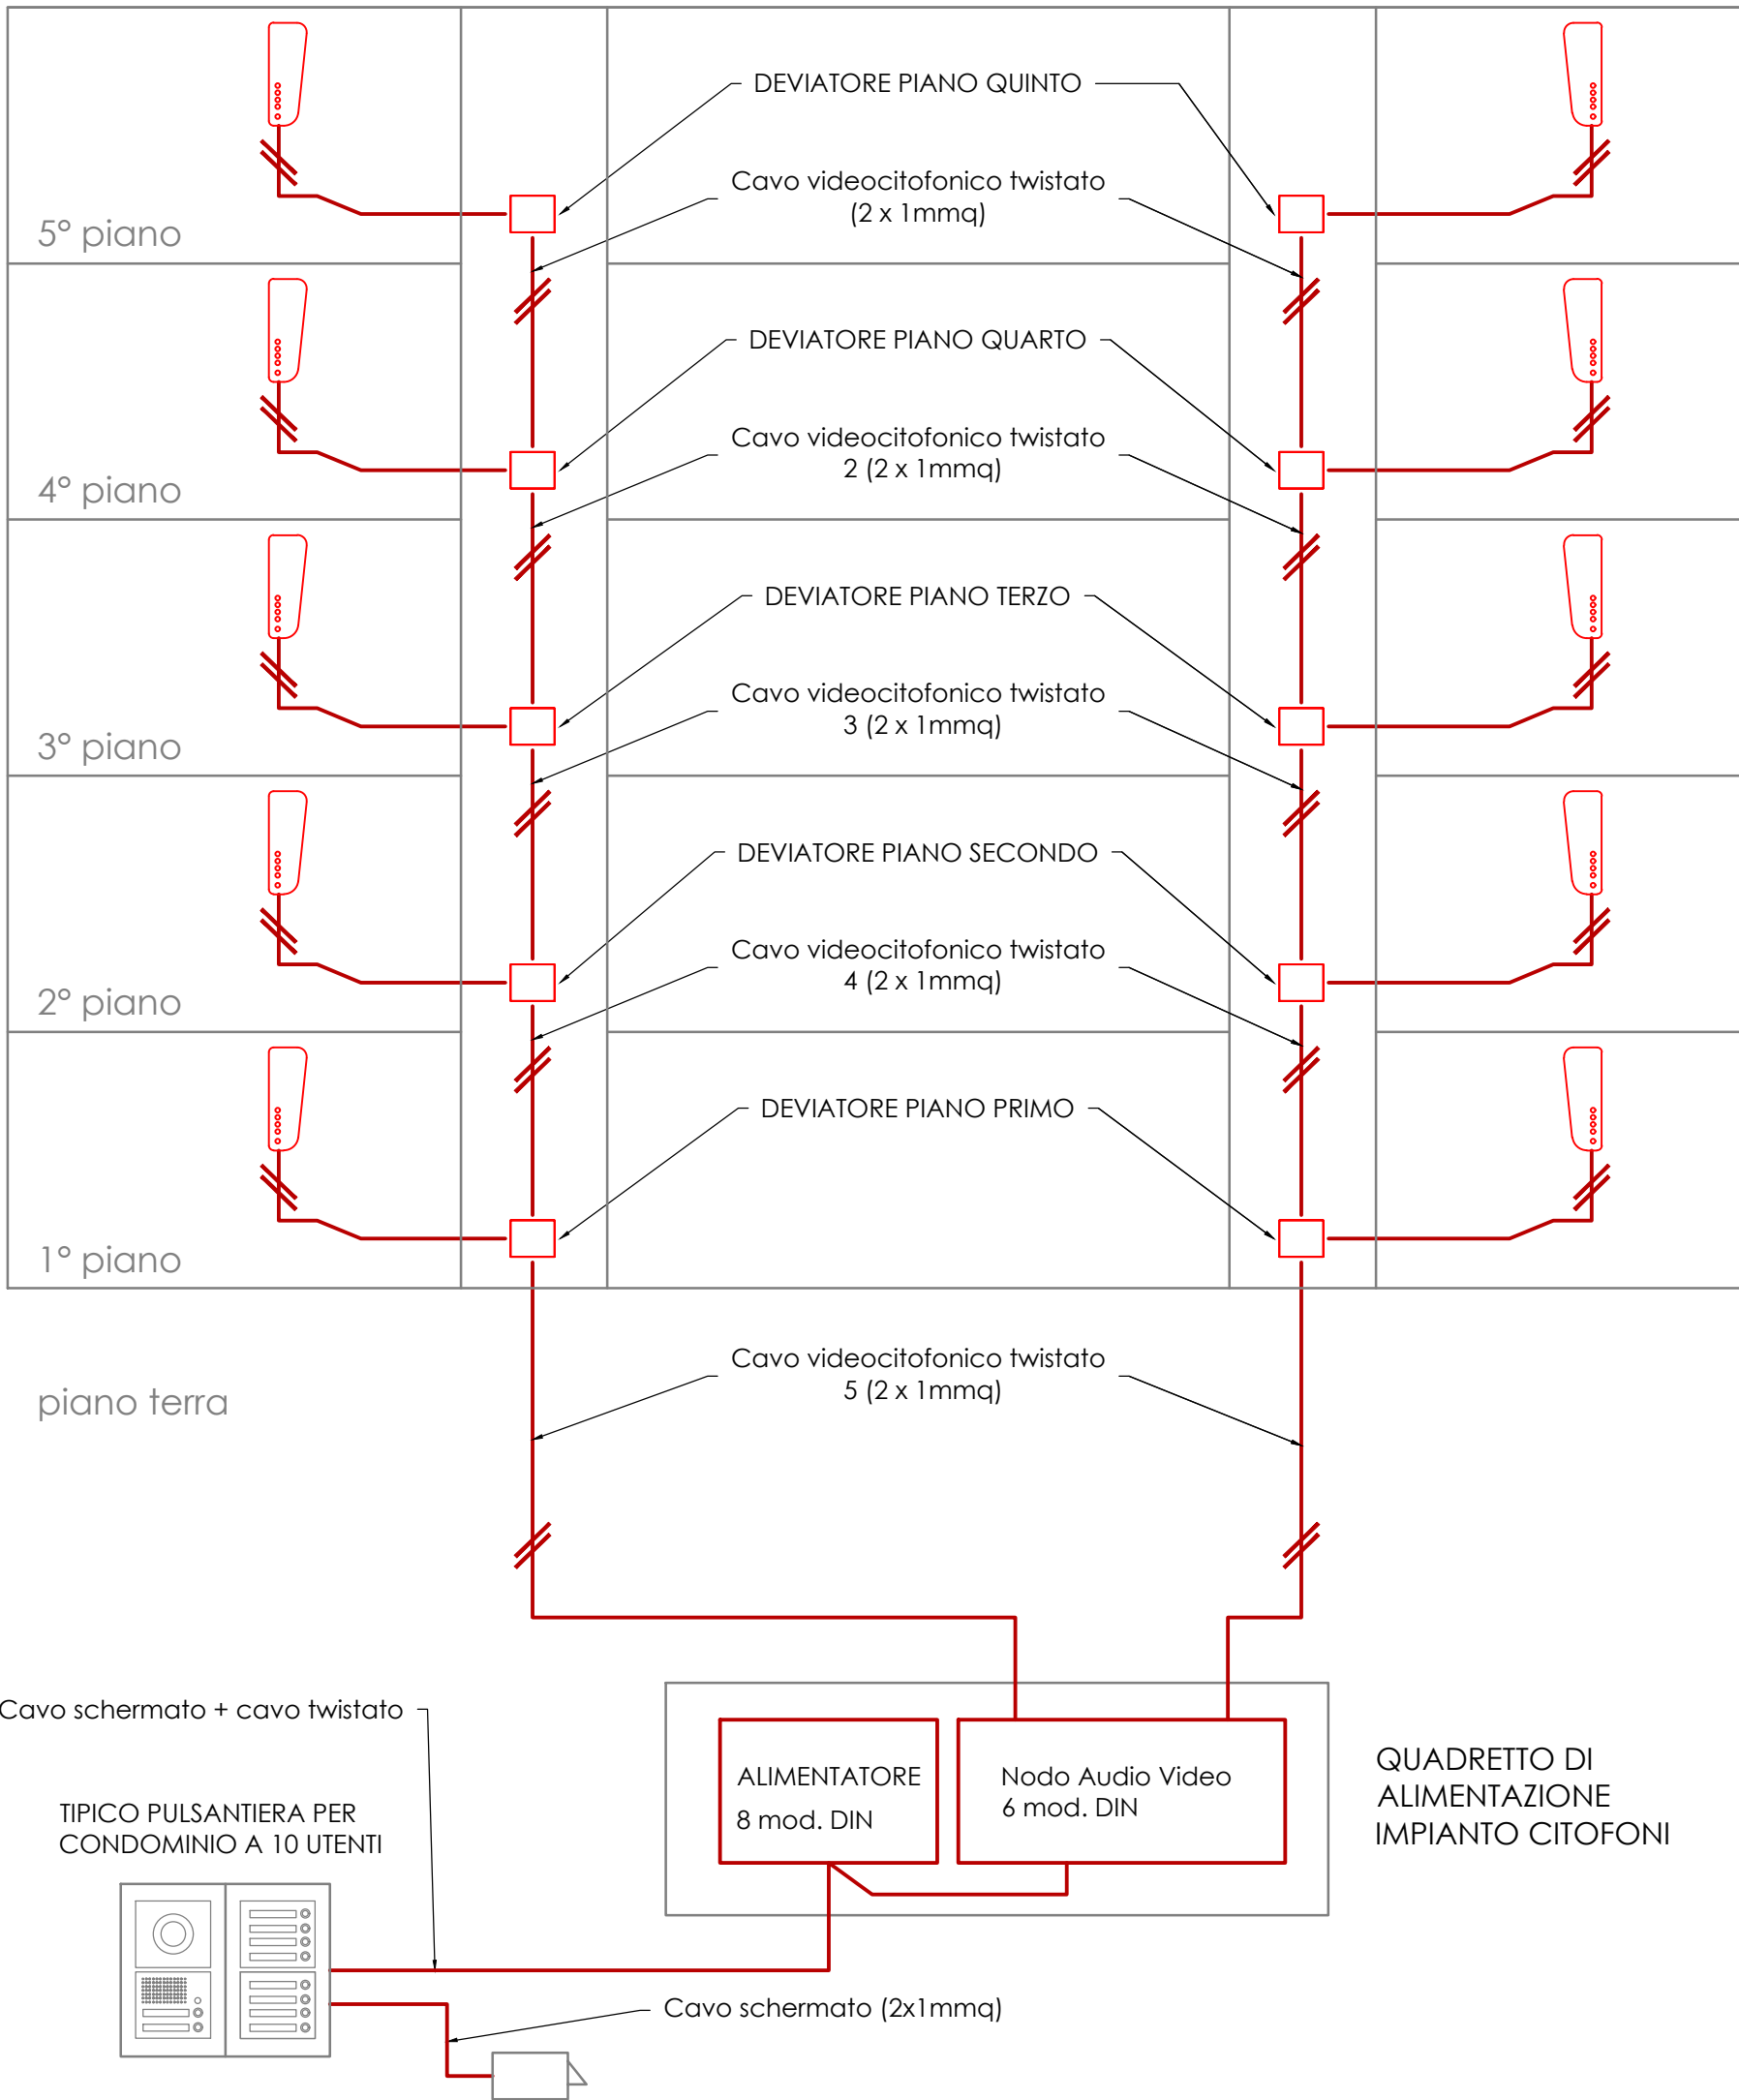 DEVIATORE PIANO QUINTO
Cavo videocitofonico twistato
(2 x 1mmq)
5° piano
DEVIATORE PIANO QUARTO
Cavo videocitofonico twistato
2 (2 x 1mmq)
4° piano
DEVIATORE PIANO TERZO
Cavo videocitofonico twistato
3 (2 x 1mmq)
3° piano
DEVIATORE PIANO SECONDO
Cavo videocitofonico twistato
4 (2 x 1mmq)
2° piano
DEVIATORE PIANO PRIMO
1° piano
Cavo videocitofonico twistato
5 (2 x 1mmq)
piano terra
Cavo schermato + cavo twistato
ALIMENTATORE
8 mod. DIN
Nodo Audio Video
6 mod. DIN
QUADRETTO DI
ALIMENTAZIONE
IMPIANTO CITOFONI
TIPICO PULSANTIERA PER
CONDOMINIO A 10 UTENTI
Cavo schermato (2x1mmq)